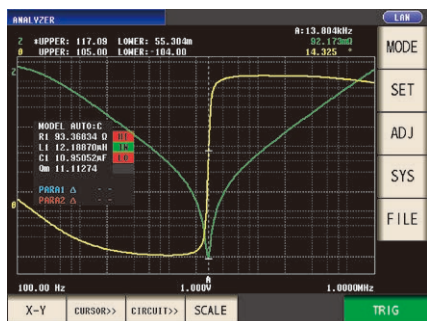 ANALYZER
LAN
A:13.804kHz
Z *UPPER: 117.09 LOWER: 55.304m 82.173mΩ
θ UPPER: 105.00 LOWER:-104.00 14.325 °
MODE
SET
ADJ
SYS
FILE
Z
MODEL AUTO:C
R1 93.36834 Ω HI
L1 12.18870mH IN
C1 10.95052nF LO
Qm 11.11274
PARA1 Δ - -
PARA2 Δ - -
θ
A
100.00 Hz 1.000V 1.0000MHz
X-Y CURSOR>> CIRCUIT>> SCALE TRIG